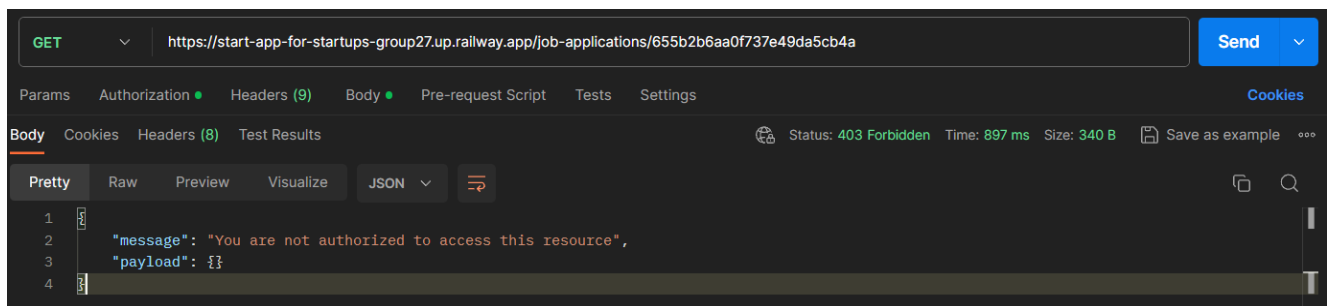 GET https://start-app-for-startups-group27.up.railway.app/job-applications/655b2b6aa0f737e49da5cb4a Send
Params Authorization Headers (9) Body Pre-request Script Tests Settings Cookies
Body Cookies Headers (8) Test Results Status: 403 Forbidden Time: 897 ms Size: 340 B Save as example
Pretty Raw Preview Visualize JSON
1 {
2 "message": "You are not authorized to access this resource",
3 "payload": {}
4 }